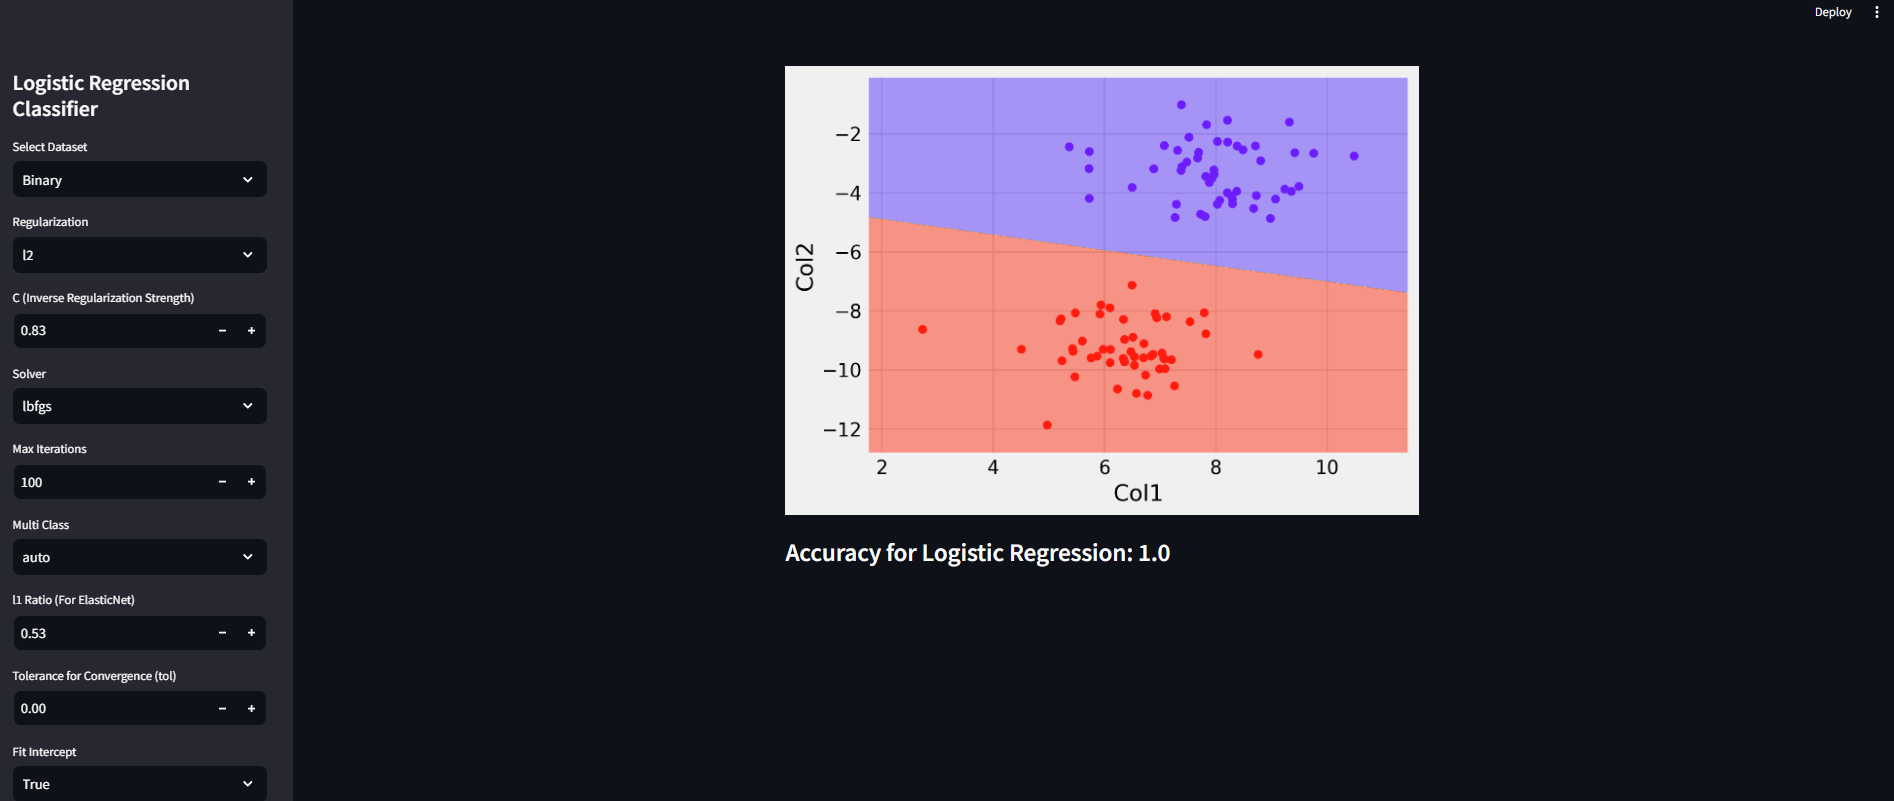 Deploy
Logistic Regression
Classifier
Select Dataset
Binary
Regularization
l2
C (Inverse Regularization Strength)
0.83
Solver
lbfgs
Max Iterations
100
Multi Class
auto
l1 Ratio (For ElasticNet)
0.53
Tolerance for Convergence (tol)
0.00
Fit Intercept
True
−2
−4
−6
−8
−10
−12
Col2
2 4 6 8 10
Col1
Accuracy for Logistic Regression: 1.0